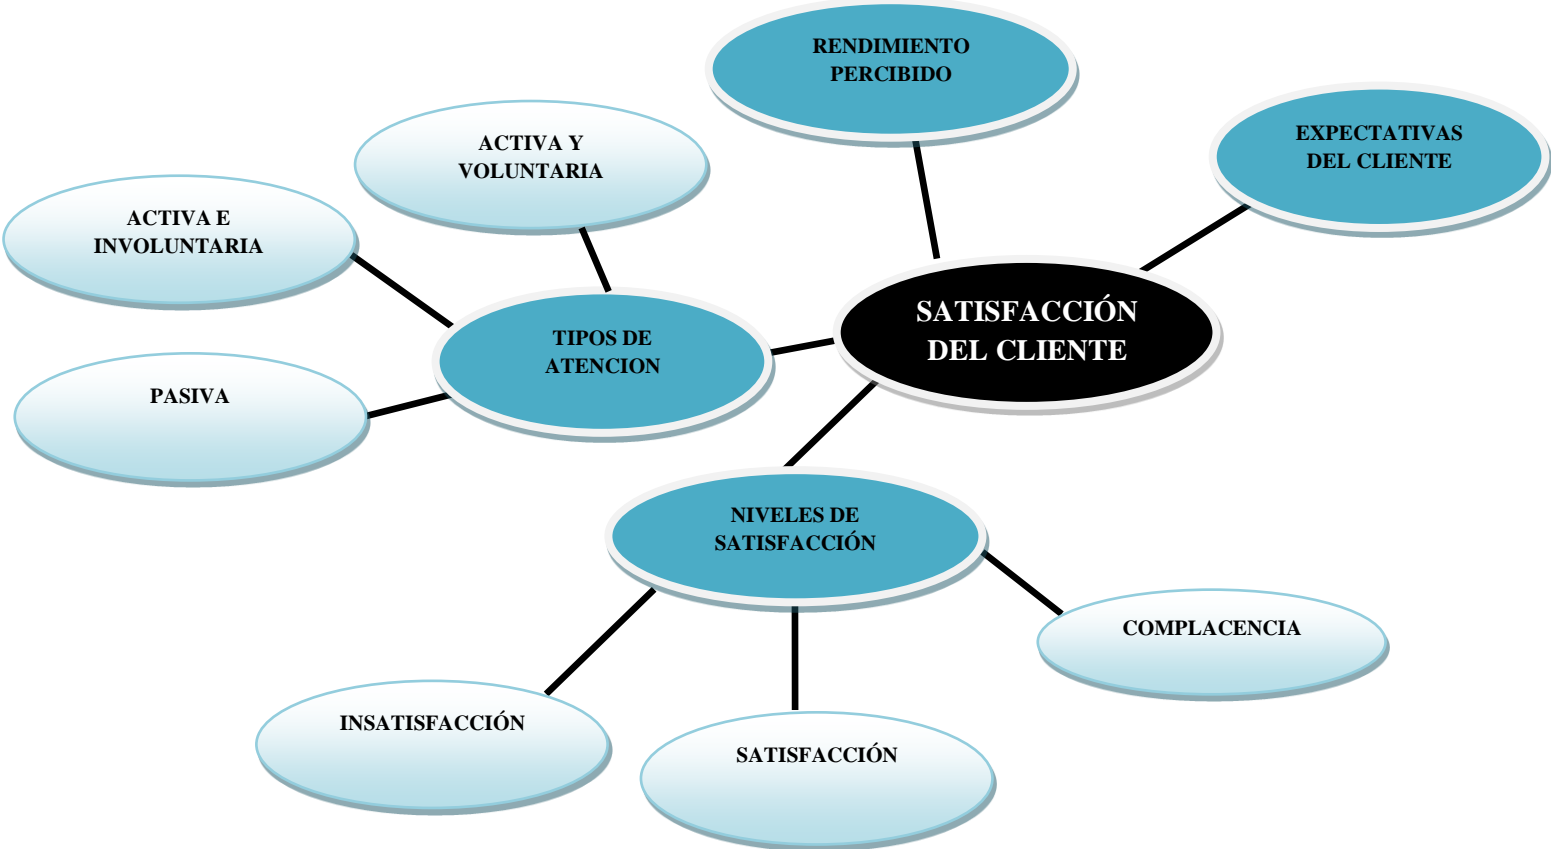 RENDIMIENTO
PERCIBIDO
EXPECTATIVAS
DEL CLIENTE
ACTIVA Y
VOLUNTARIA
ACTIVA E
INVOLUNTARIA
SATISFACCIÓN
DEL CLIENTE
TIPOS DE
ATENCION
PASIVA
NIVELES DE
SATISFACCIÓN
COMPLACENCIA
INSATISFACCIÓN
SATISFACCIÓN